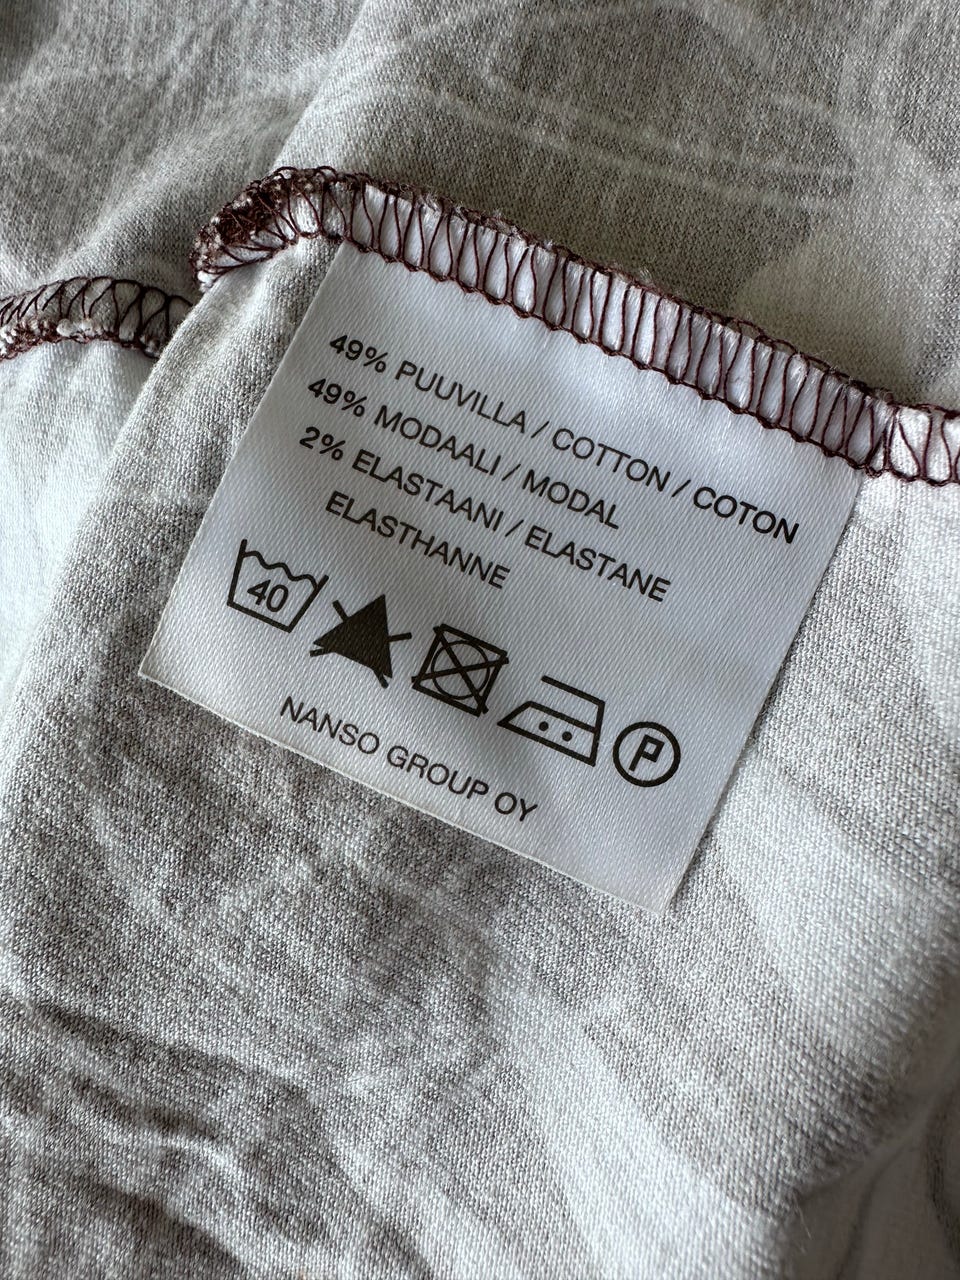 49% PUUVILLA / COTTON / COTON
49% MODAALI / MODAL
2% ELASTAANI / ELASTANE
ELASTHANNE
40
P
NANSO GROUP OY